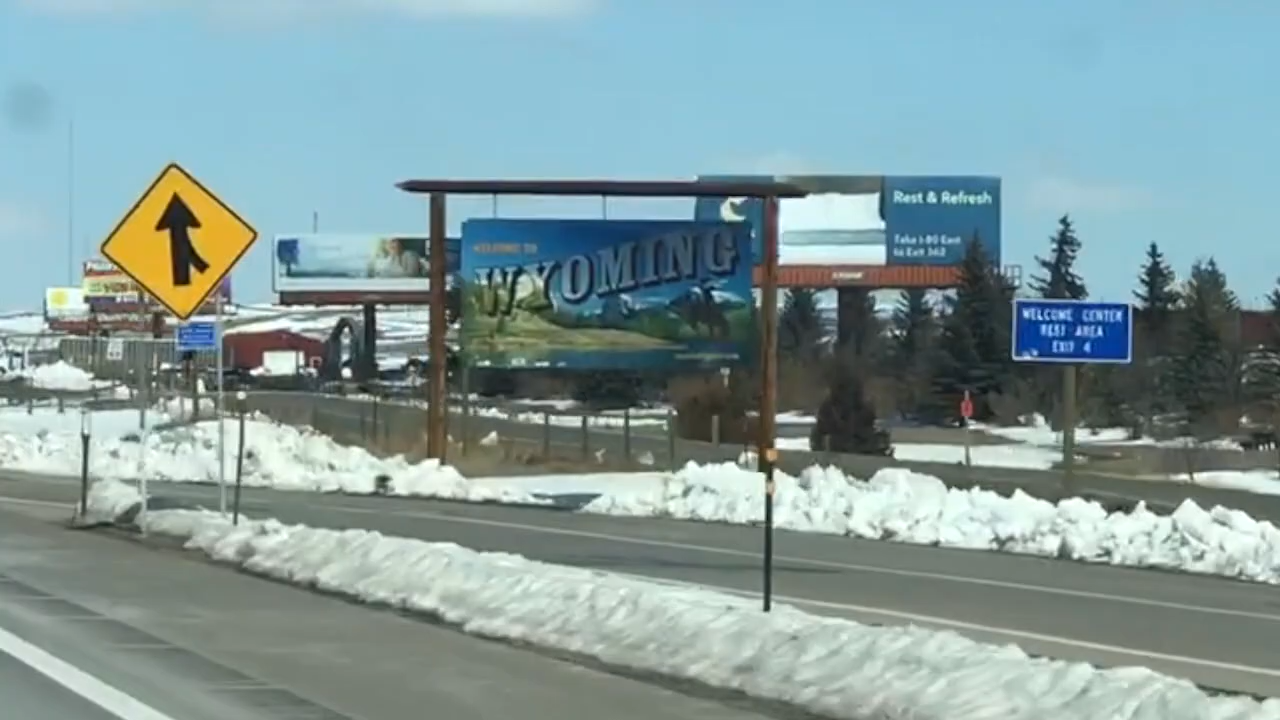 WELCOME TO
WYOMING
Rest & Refresh
Take I-80 East
to Exit 362
WELCOME CENTER
REST AREA
EXIT 4